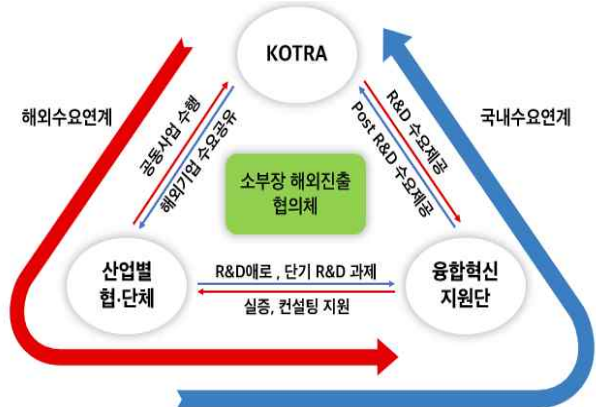 KOTRA
해외수요연계
국내수요연계
공동사업 수행
해외기업 수요공유
R&D 수요제공
Post R&D 수요제공
소부장 해외진출
협의체
산업별
협·단체
R&D애로 , 단기 R&D 과제
실증, 컨설팅 지원
융합혁신
지원단